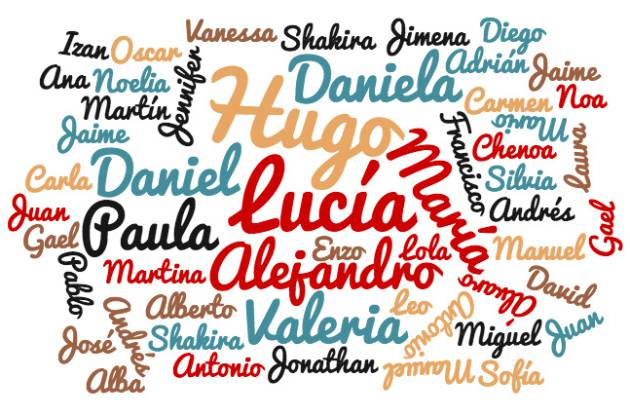 Vanessa
Shakira
Jimena
Diego
Izan
Oscar
Adrián
Jaime
Ana
Noelia
Jennifer
Daniela
Hugo
Carmen
Noa
Martín
Mario
Jaime
Francisco
Chenoa
Laura
Carla
Daniel
María
Silvia
Lucía
Andrés
Juan
Paula
Gael
Gael
Enzo
Lola
Manuel
Pablo
Martina
Alejandro
Álvaro
David
Andrés
Alberto
Valeria
Leo
Antonio
Miguel
Juan
José
Shakira
Alba
Antonio
Jonathan
Manuel
Sofía